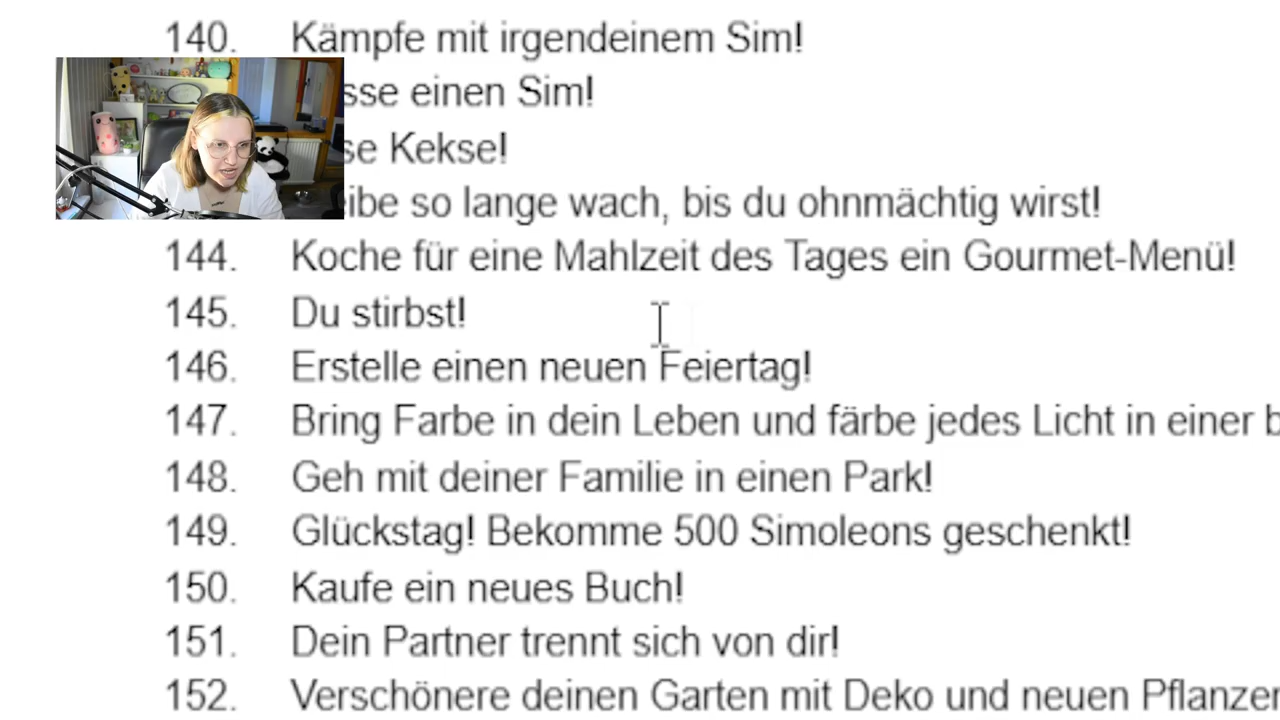 140. Kämpfe mit irgendeinem Sim!
einen Sim!
Kekse!
so lange wach, bis du ohnmächtig wirst!
144. Koche für eine Mahlzeit des Tages ein Gourmet-Menü!
145. Du stirbst!
146. Erstelle einen neuen Feiertag!
147. Bring Farbe in dein Leben und färbe jedes Licht in einer
148. Geh mit deiner Familie in einen Park!
149. Glückstag! Bekomme 500 Simoleons geschenkt!
150. Kaufe ein neues Buch!
151. Dein Partner trennt sich von dir!
152. Verschönere deinen Garten mit Deko und neuen